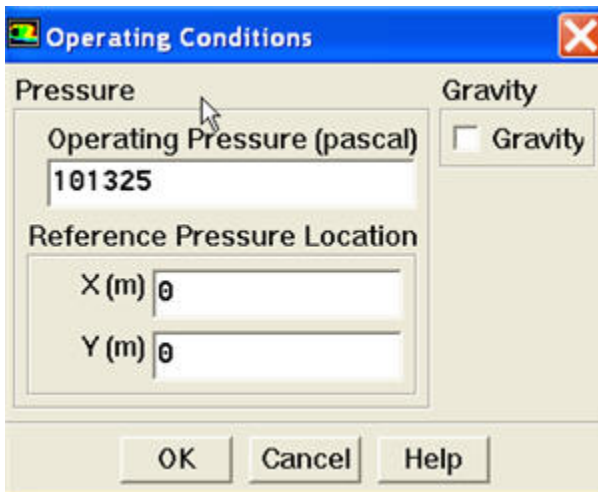 Operating Conditions
Pressure
Gravity
Operating Pressure (pascal)
Gravity
101325
Reference Pressure Location
X (m) 0
Y (m) 0
OK Cancel Help